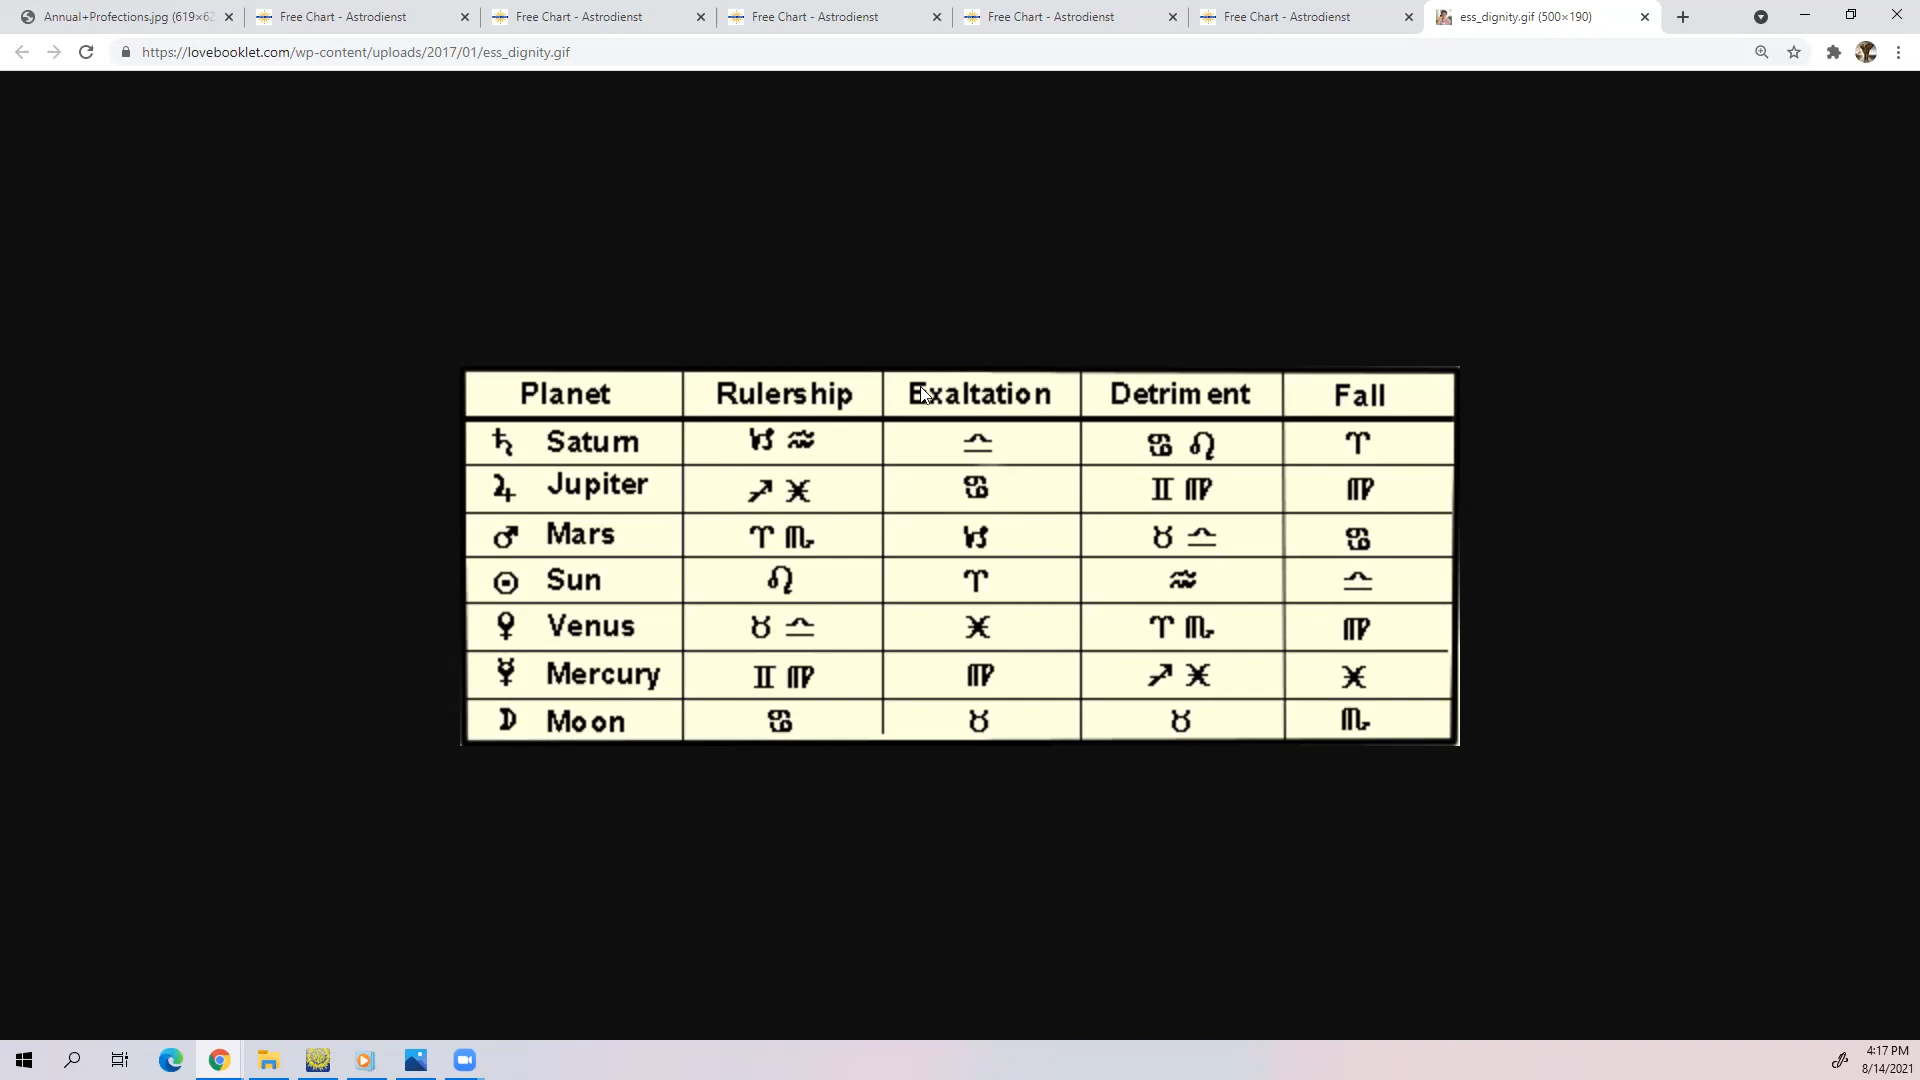 Annual+Profections.jpg (619×62
Free Chart - Astrodienst
Free Chart - Astrodienst
Free Chart - Astrodienst
Free Chart - Astrodienst
Free Chart - Astrodienst
ess_dignity.gif (500×190)
https://lovebooklet.com/wp-content/uploads/2017/01/ess_dignity.gif
Planet Rulership Exaltation Detriment Fall
♄ Saturn ♑ ♒ ♎ ♋ ♌ ♈
♃ Jupiter ♐ ♓ ♋ ♊ ♍ ♍
♂ Mars ♈ ♏ ♑ ♉ ♎ ♋
☉ Sun ♌ ♈ ♒ ♎
♀ Venus ♉ ♎ ♓ ♈ ♏ ♍
☿ Mercury ♊ ♍ ♍ ♐ ♓ ♓
☽ Moon ♋ ♉ ♉ ♏
4:17 PM
8/14/2021